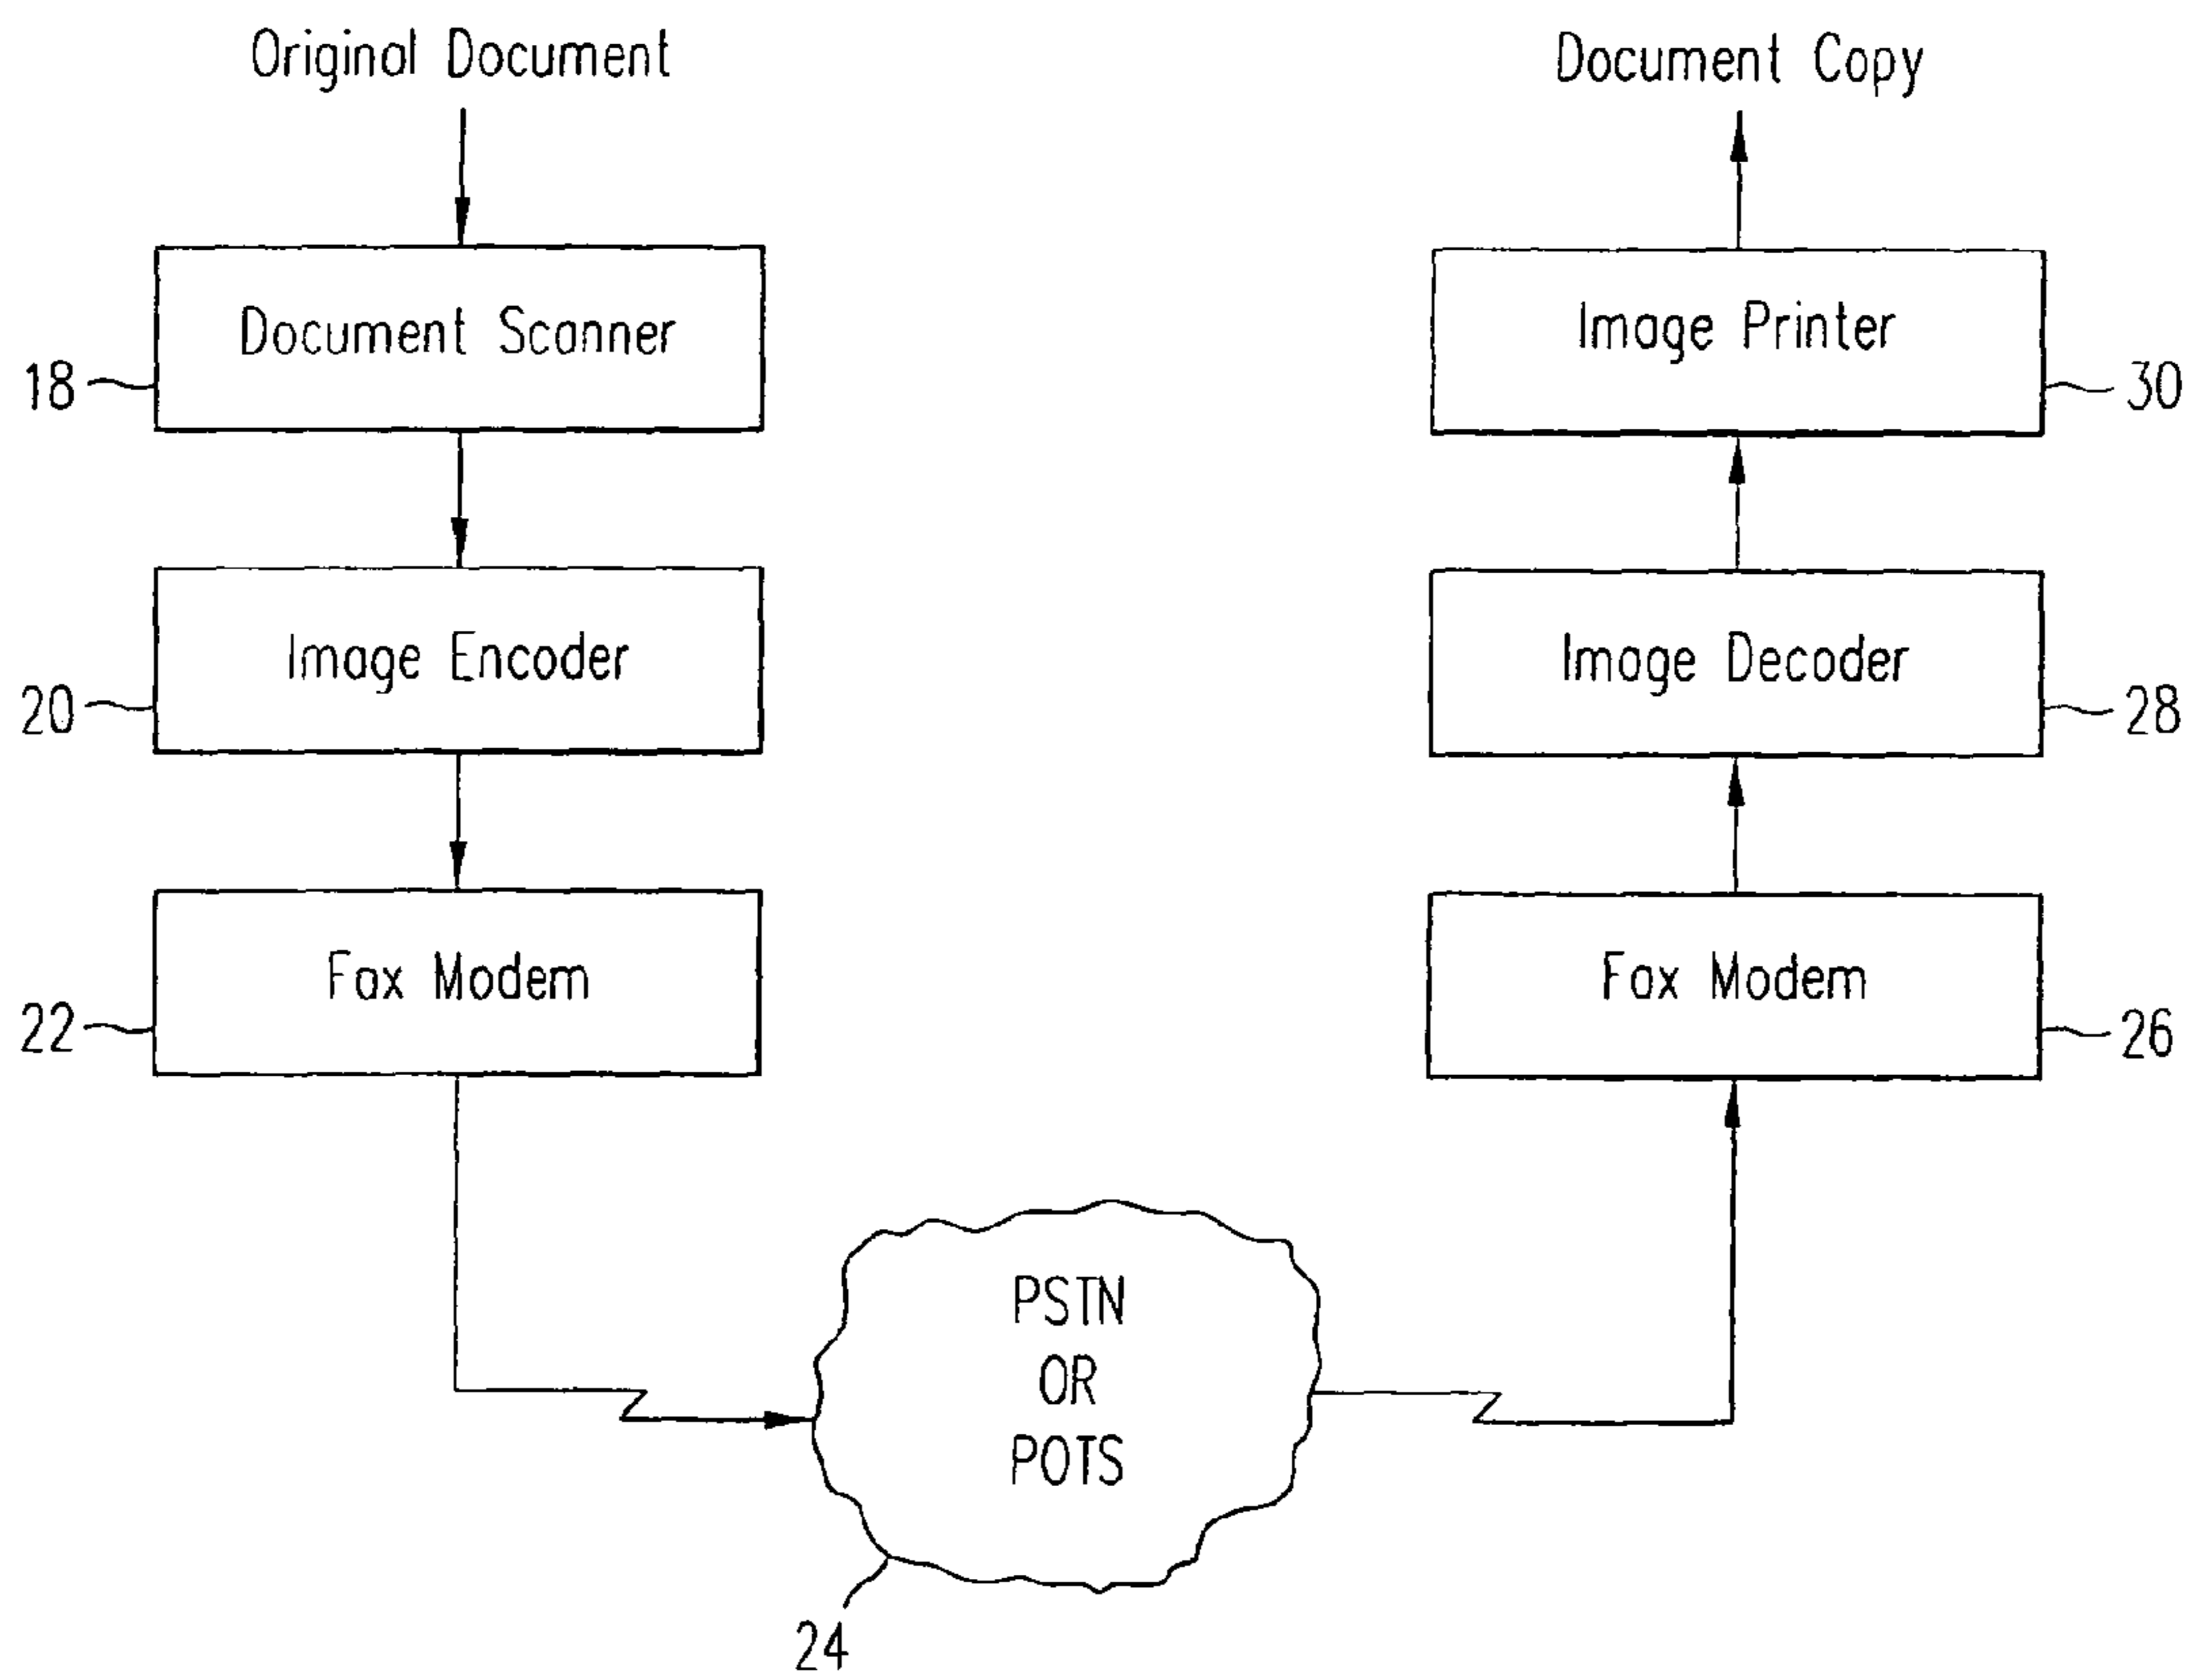 Original Document
Document Copy
Document Scanner
18
Image Printer
30
Image Encoder
20
Image Decoder
28
Fax Modem
22
Fax Modem
26
PSTN
OR
POTS
24